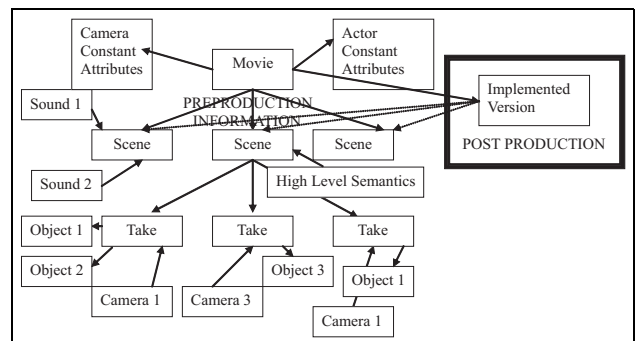 Camera
Constant
Attributes
Movie
Actor
Constant
Attributes
Implemented
Version
POST PRODUCTION
Sound 1
PREPRODUCTION
INFORMATION
Scene
Scene
Scene
Sound 2
High Level Semantics
Object 1
Take
Take
Take
Object 2
Object 3
Object 1
Camera 1
Camera 3
Camera 1